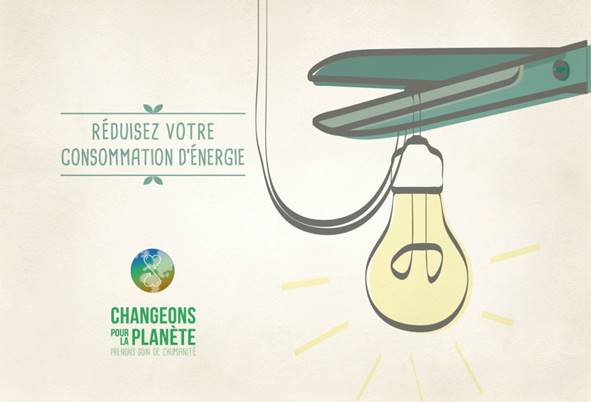 RÉDUISEZ VOTRE
CONSOMMATION D'ÉNERGIE
CHANGEONS
POUR LA PLANÈTE
PRENONS SOIN DE L'HUMANITÉ